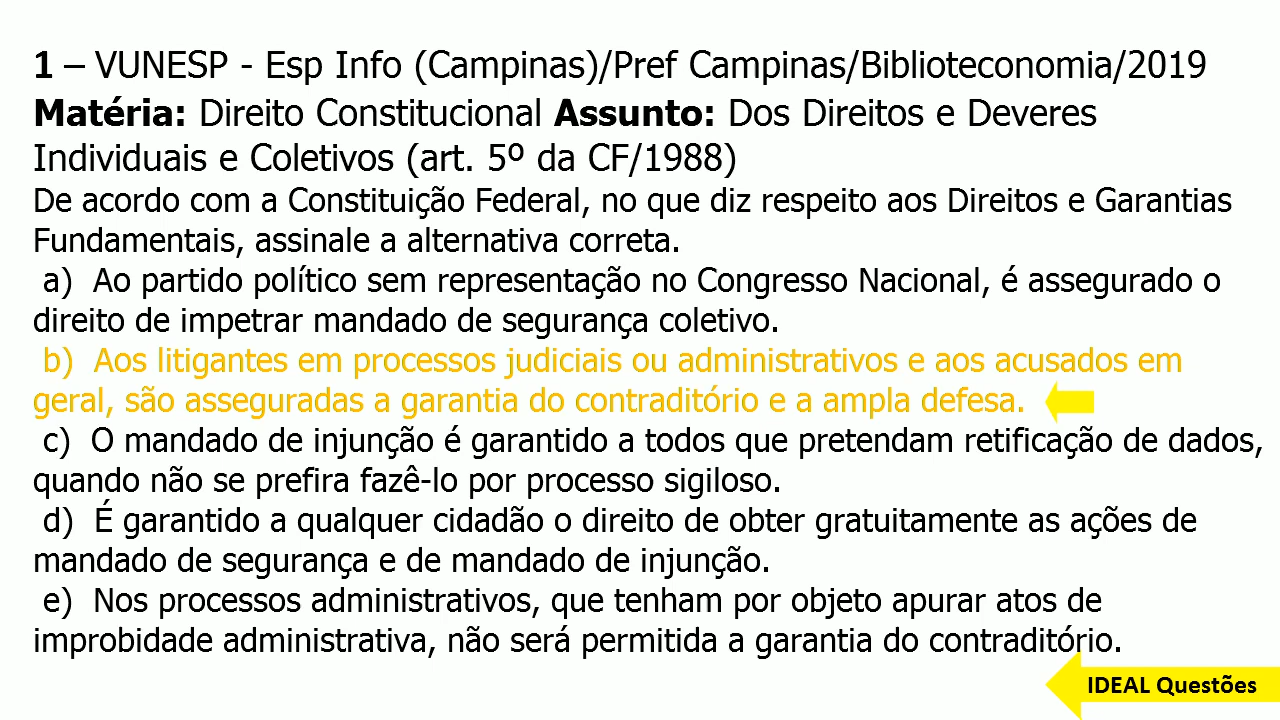 1 – VUNESP - Esp Info (Campinas)/Pref Campinas/Biblioteconomia/2019
Matéria: Direito Constitucional Assunto: Dos Direitos e Deveres
Individuais e Coletivos (art. 5º da CF/1988)
De acordo com a Constituição Federal, no que diz respeito aos Direitos e Garantias
Fundamentais, assinale a alternativa correta.
a) Ao partido político sem representação no Congresso Nacional, é assegurado o
direito de impetrar mandado de segurança coletivo.
b) Aos litigantes em processos judiciais ou administrativos e aos acusados em
geral, são asseguradas a garantia do contraditório e a ampla defesa.
c) O mandado de injunção é garantido a todos que pretendam retificação de dados,
quando não se prefira fazê-lo por processo sigiloso.
d) É garantido a qualquer cidadão o direito de obter gratuitamente as ações de
mandado de segurança e de mandado de injunção.
e) Nos processos administrativos, que tenham por objeto apurar atos de
improbidade administrativa, não será permitida a garantia do contraditório.
IDEAL Questões